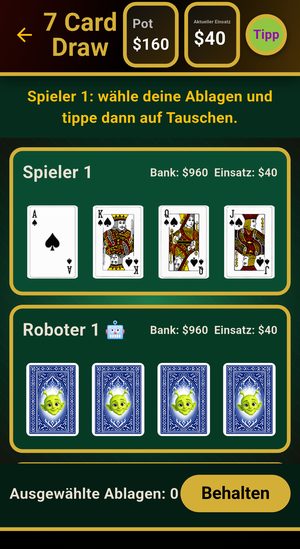 7 Card
Draw
Pot
$160
Aktueller Einsatz
$40
Tipp
Spieler 1: wähle deine Ablagen und
tippe dann auf Tauschen.
Spieler 1
Bank: $960 Einsatz: $40
A
A
K
K
Q
Q
J
J
Roboter 1
Bank: $960 Einsatz: $40
Ausgewählte Ablagen: 0
Behalten